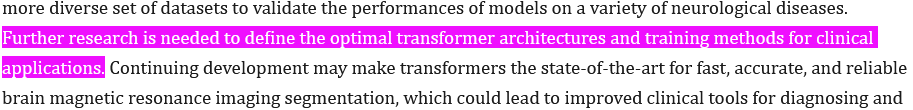 more diverse set of datasets to validate the performances of models on a variety of neurological diseases.
Further research is needed to define the optimal transformer architectures and training methods for clinical
applications. Continuing development may make transformers the state-of-the-art for fast, accurate, and reliable
brain magnetic resonance imaging segmentation, which could lead to improved clinical tools for diagnosing and